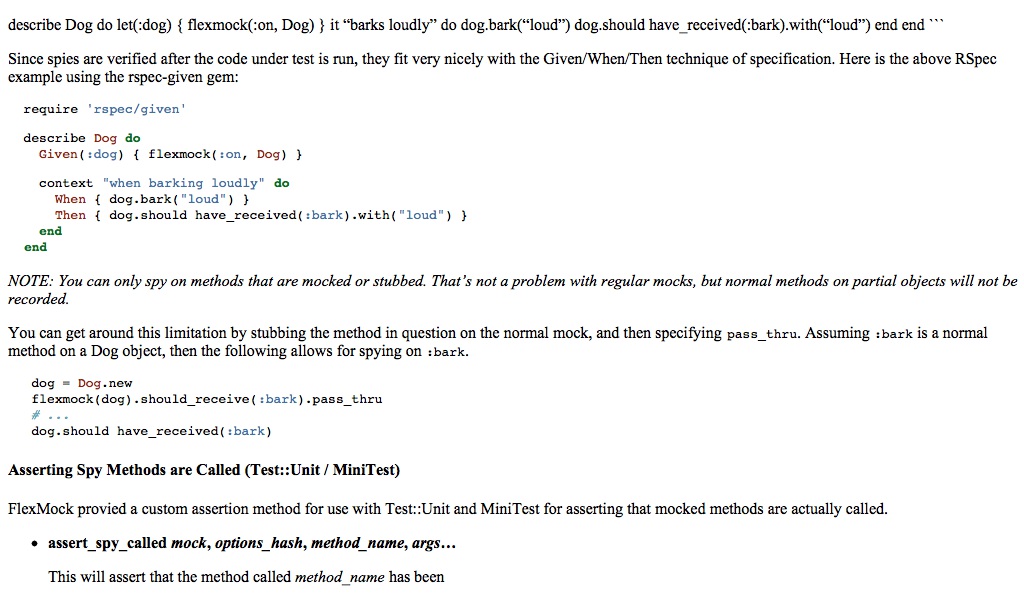 describe Dog do let(:dog) { flexmock(:on, Dog) } it “barks loudly” do dog.bark(“loud”) dog.should have_received(:bark).with(“loud”) end end ```
Since spies are verified after the code under test is run, they fit very nicely with the Given/When/Then technique of specification. Here is the above RSpec
example using the rspec-given gem:
require 'rspec/given'
describe Dog do
Given(:dog) { flexmock(:on, Dog) }
context "when barking loudly" do
When { dog.bark("loud") }
Then { dog.should have_received(:bark).with("loud") }
end
end
NOTE: You can only spy on methods that are mocked or stubbed. That’s not a problem with regular mocks, but normal methods on partial objects will not be
recorded.
You can get around this limitation by stubbing the method in question on the normal mock, and then specifying pass_thru. Assuming :bark is a normal
method on a Dog object, then the following allows for spying on :bark.
dog = Dog.new
flexmock(dog).should_receive(:bark).pass_thru
# ...
dog.should have_received(:bark)
Asserting Spy Methods are Called (Test::Unit / MiniTest)
FlexMock provied a custom assertion method for use with Test::Unit and MiniTest for asserting that mocked methods are actually called.
• assert_spy_called mock, options_hash, method_name, args…
This will assert that the method called method_name has been